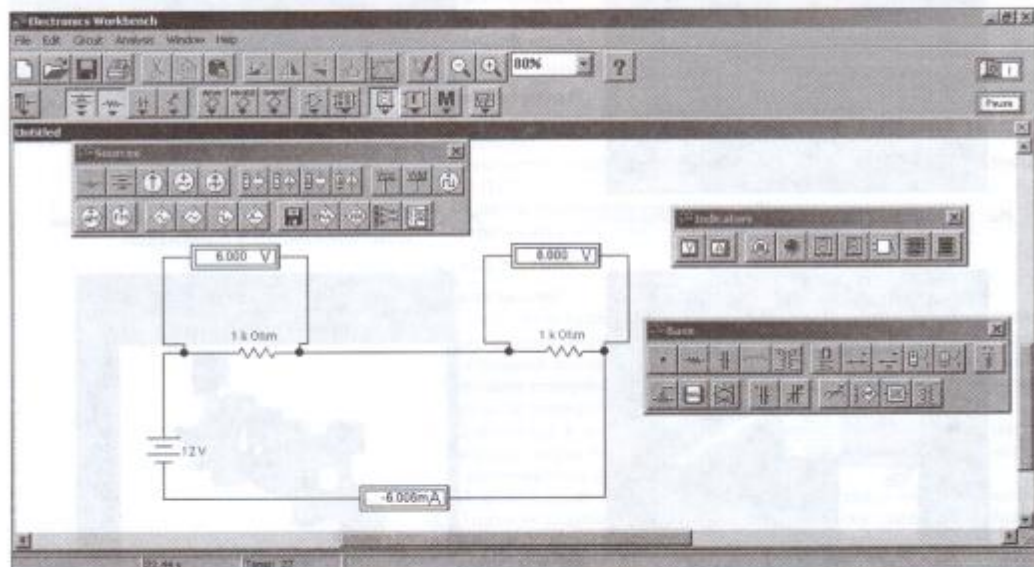 Electronics Workbench
File Edit Circuit Analysis Window Help
80%
?
M
Pause
Untitled
Sources
Indicators
6.000 V
6.000 V
1 k Ohm
1 k Ohm
Basic
12 V
-6.006mA